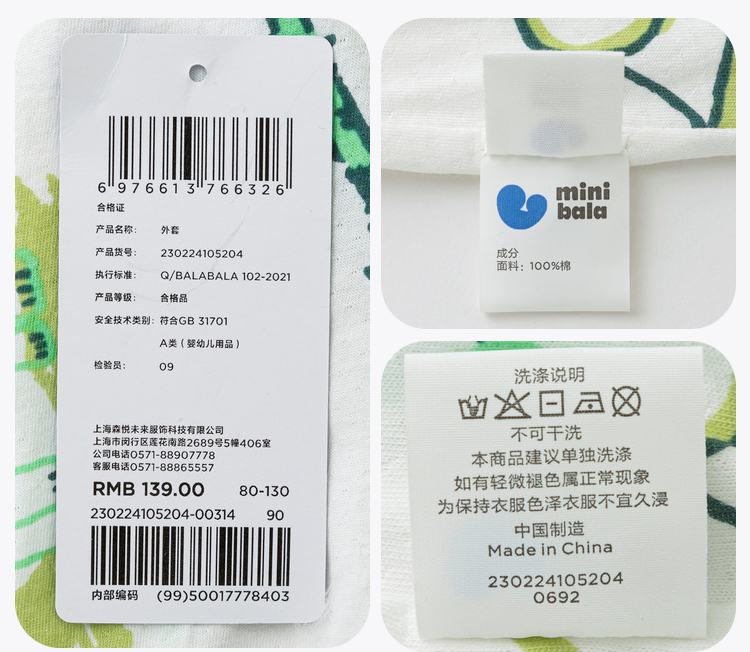 6 976613 766326
合格证
产品名称： 外套
产品货号： 230224105204
执行标准： Q/BALABALA 102-2021
产品等级： 合格品
安全技术类别：符合GB 31701
A类（婴幼儿用品）
检验员： 09
上海森悦未来服饰科技有限公司
上海市闵行区莲花南路2689号5幢406室
公司电话0571-88907778
客服电话0571-88865557
RMB 139.00 80-130
230224105204-00314 90
内部编码 (99)50017778403
mini
bala
成分
面料：100%棉
洗涤说明
不可干洗
本商品建议单独洗涤
如有轻微褪色属正常现象
为保持衣服色泽衣服不宜久浸
中国制造
Made in China
230224105204
0692